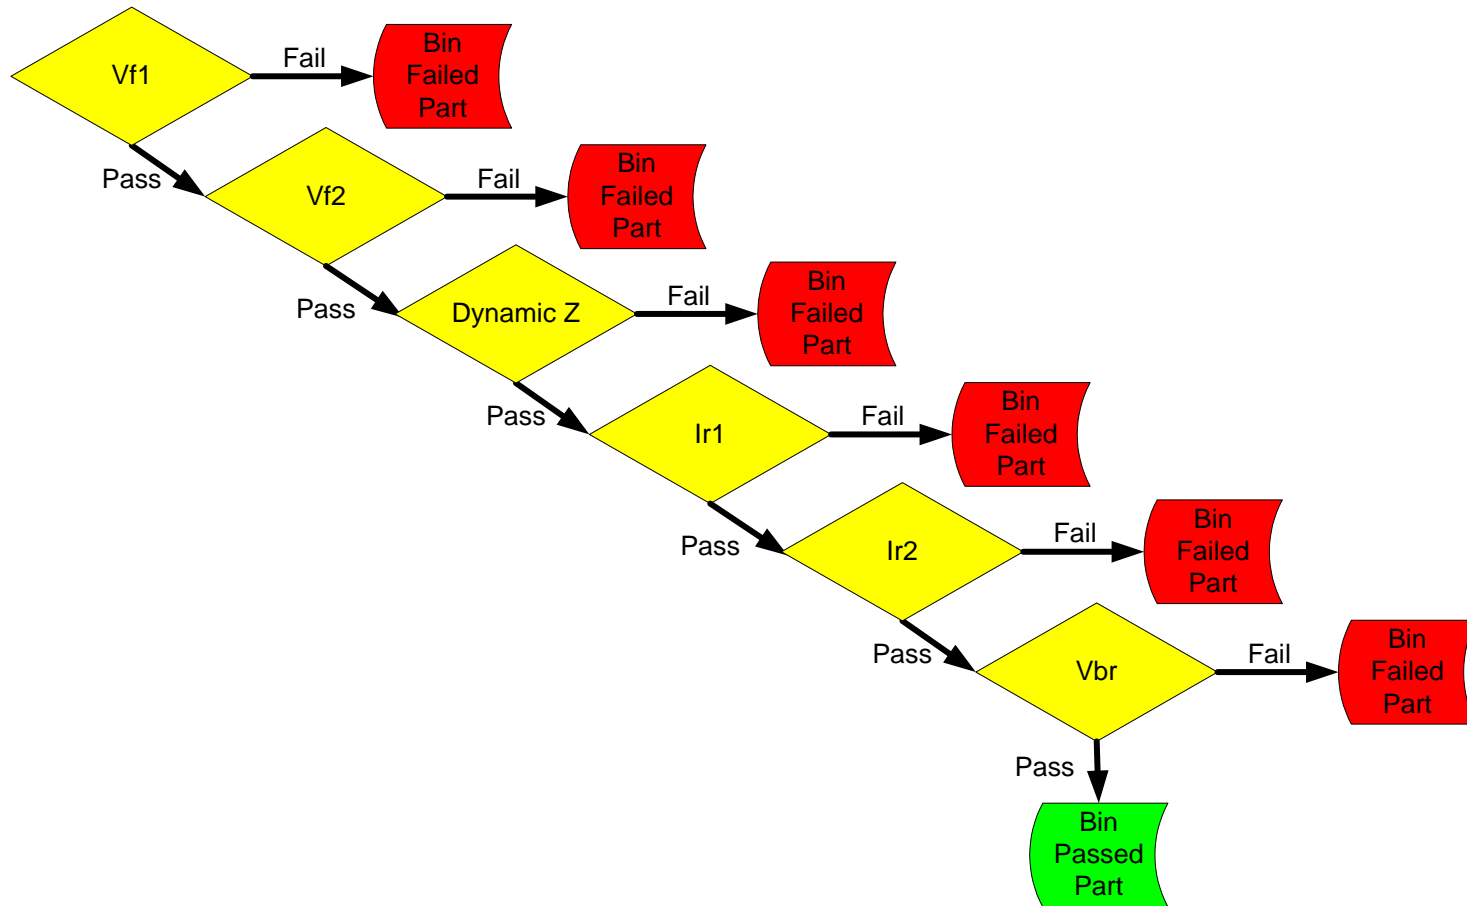 Vf1
Fail
Bin
Failed
Part
Pass
Vf2
Fail
Bin
Failed
Part
Pass
Dynamic Z
Fail
Bin
Failed
Part
Pass
Ir1
Fail
Bin
Failed
Part
Pass
Ir2
Fail
Bin
Failed
Part
Pass
Vbr
Fail
Bin
Failed
Part
Pass
Bin
Passed
Part